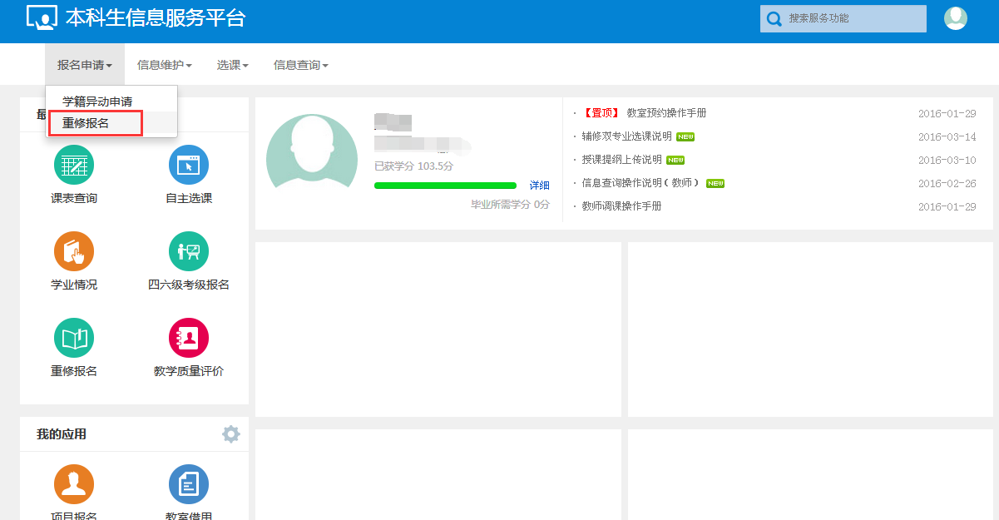 本科生信息服务平台
搜索服务功能
报名申请 信息维护 选课 信息查询
学籍异动申请
重修报名
课表查询 自主选课
学业情况 四六级考级报名
重修报名 教学质量评价
我的应用
项目报名 教室借用
已获学分 103.5分
详细
毕业所需学分 0分
· 【置顶】 教室预约操作手册 2016-01-29
· 辅修双专业选课说明 NEW 2016-03-14
· 授课提纲上传说明 NEW 2016-03-10
· 信息查询操作说明（教师） NEW 2016-02-26
· 教师调课操作手册 2016-01-29